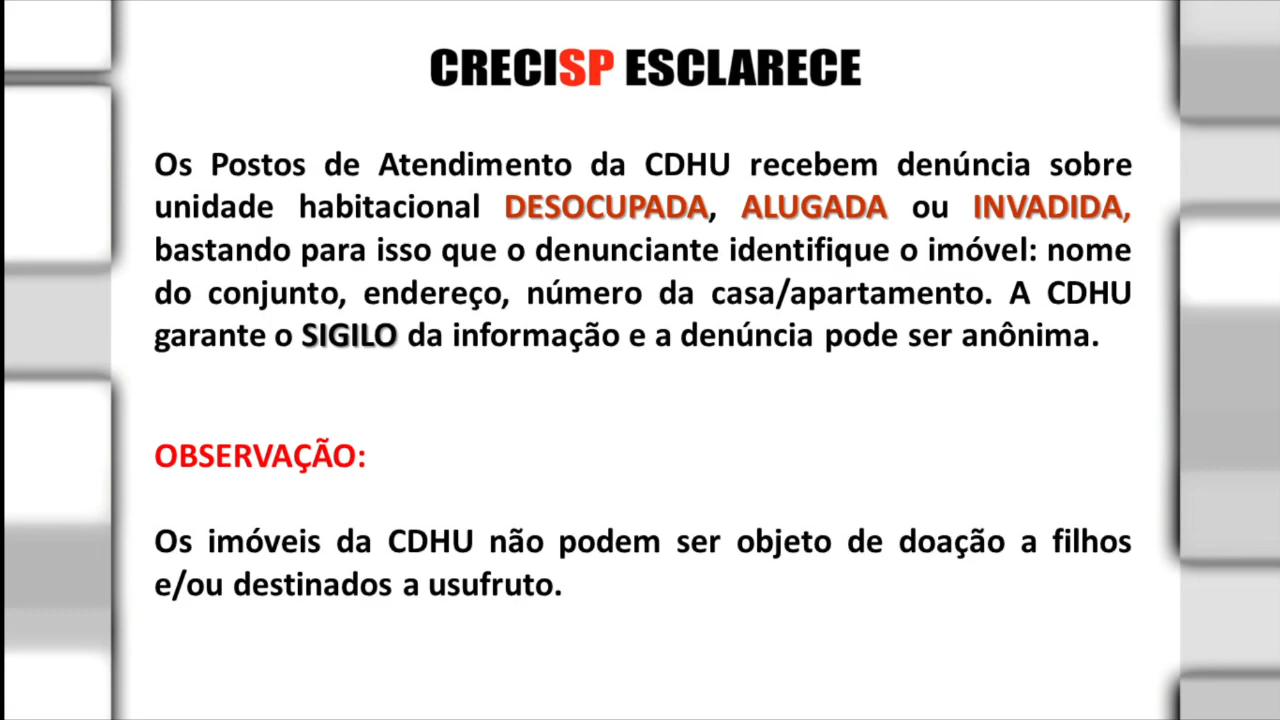 CRECISP ESCLARECE
Os Postos de Atendimento da CDHU recebem denúncia sobre
unidade habitacional DESOCUPADA, ALUGADA ou INVADIDA,
bastando para isso que o denunciante identifique o imóvel: nome
do conjunto, endereço, número da casa/apartamento. A CDHU
garante o SIGILO da informação e a denúncia pode ser anônima.
OBSERVAÇÃO:
Os imóveis da CDHU não podem ser objeto de doação a filhos
e/ou destinados a usufruto.